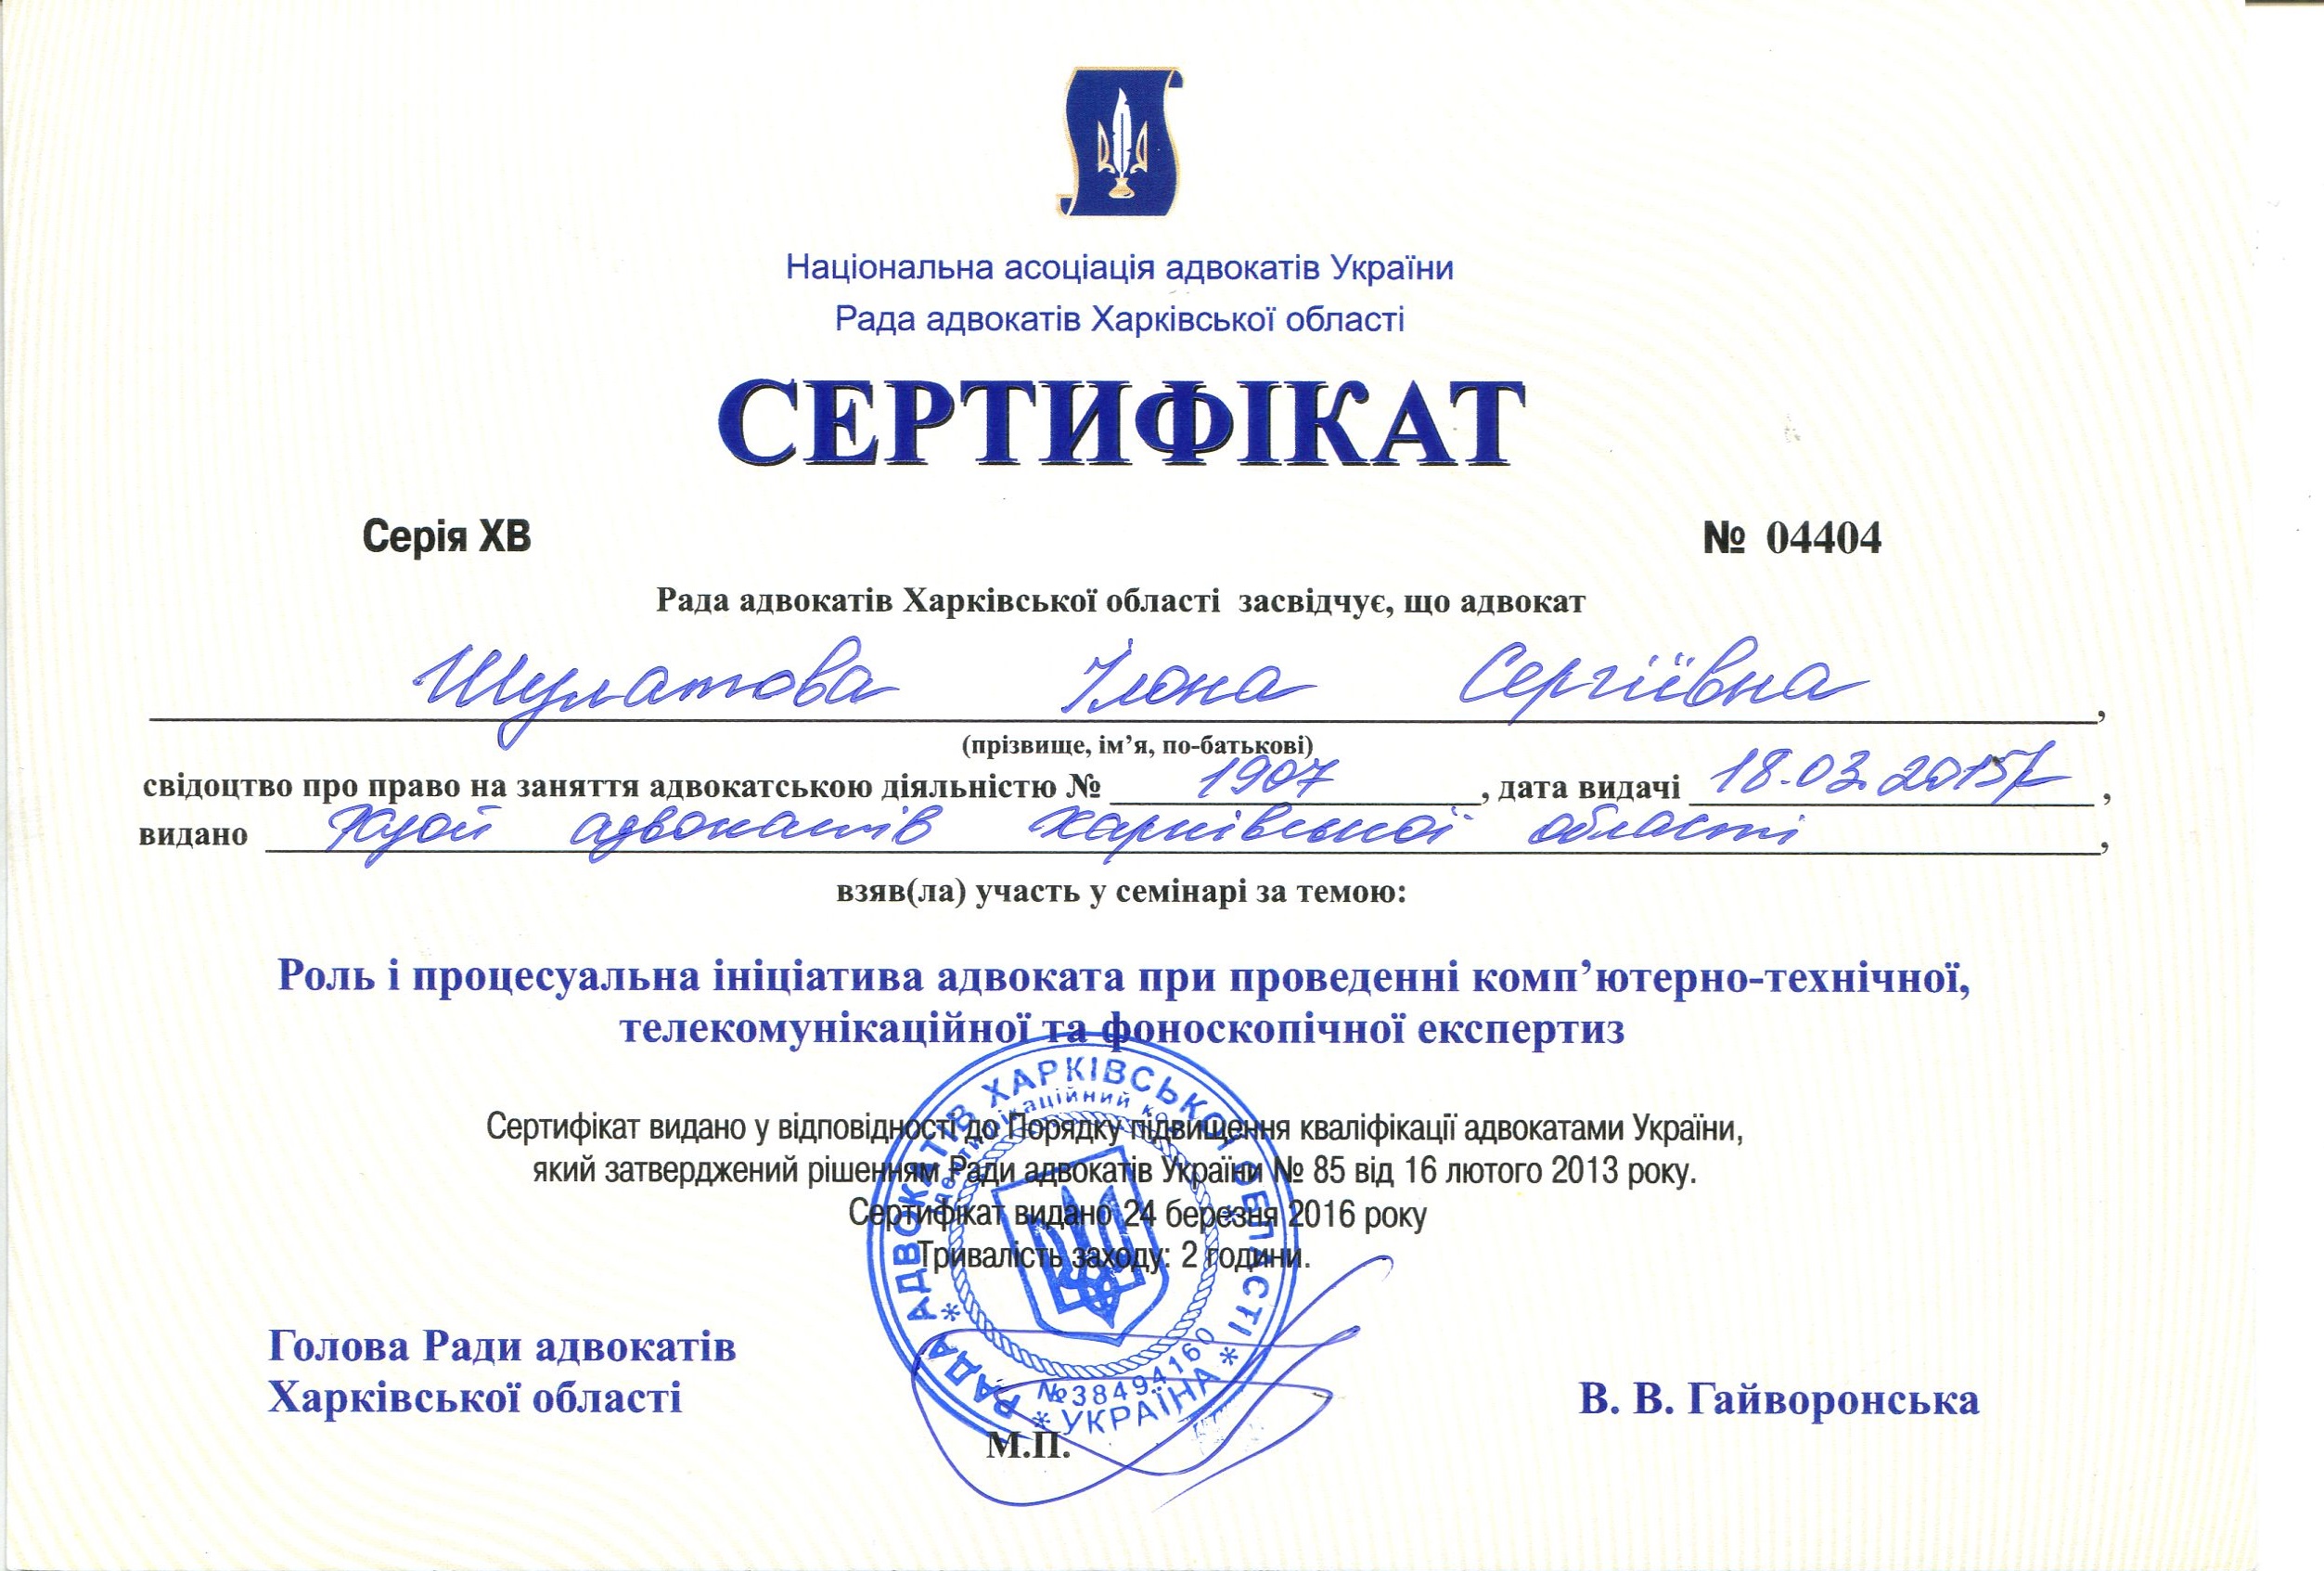 Національна асоціація адвокатів України
Рада адвокатів Харківської області
СЕРТИФІКАТ
Серія ХВ № 04404
Рада адвокатів Харківської області засвідчує, що адвокат
Шулатова Ілона Сергіївна,
(прізвище, ім’я, по-батькові)
свідоцтво про право на заняття адвокатською діяльністю № 1907, дата видачі 18.03.2015,
видано адвокатів Харківської області,
взяв(ла) участь у семінарі за темою:
Роль і процесуальна ініціатива адвоката при проведенні комп’ютерно-технічної,
телекомунікаційної та фоноскопічної експертиз
Сертифікат видано у відповідності до Порядку підвищення кваліфікації адвокатами України,
який затверджений рішенням Ради адвокатів України № 85 від 16 лютого 2013 року.
Сертифікат видано 24 березня 2016 року
Тривалість заходу: 2 години.
Голова Ради адвокатів
Харківської області
В. В. Гайворонська
М.П.
РАДА АДВОКАТІВ ХАРКІВСЬКОЇ ОБЛАСТІ
* УКРАЇНА *
* ідентифікаційний код *
№38494160